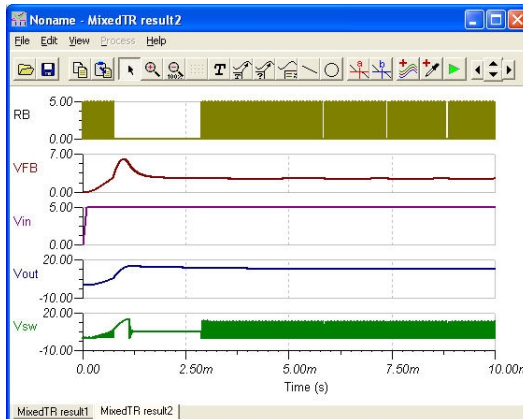 Noname - MixedTR result2
File Edit View Process Help
T
100%
a
b
RB
5.00
0.00
VFB
7.00
0.00
Vin
5.00
0.00
Vout
20.00
-10.00
Vsw
20.00
-10.00
0.00 2.50m 5.00m 7.50m 10.00m
Time (s)
MixedTR result1 MixedTR result2